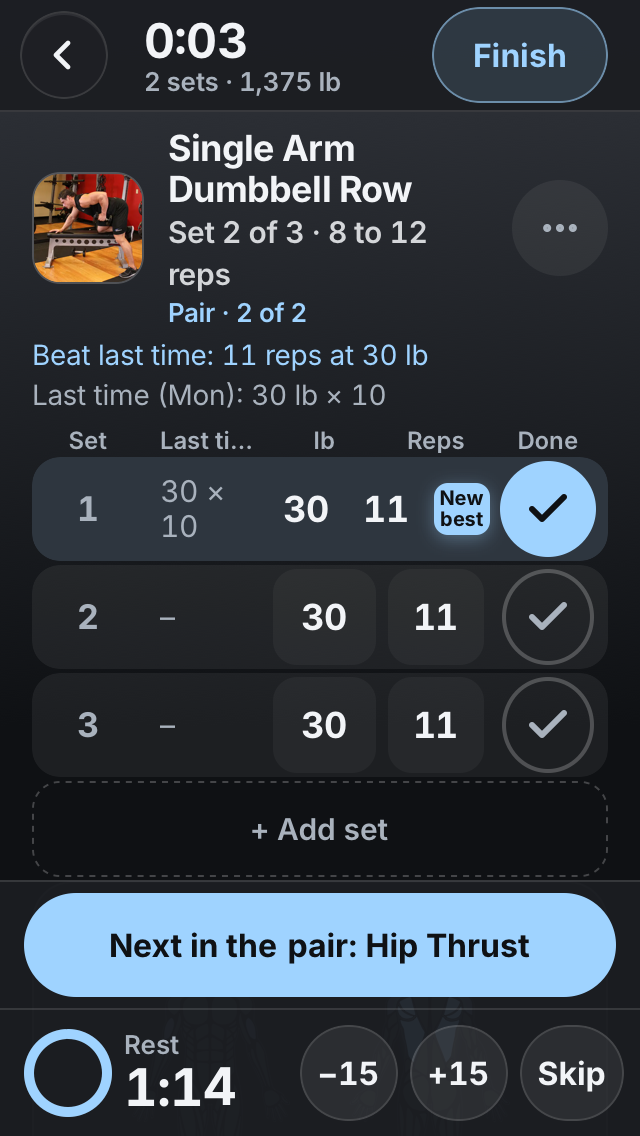 0:03
2 sets · 1,375 lb
Finish
Single Arm
Dumbbell Row
Set 2 of 3 · 8 to 12
reps
Pair · 2 of 2
Beat last time: 11 reps at 30 lb
Last time (Mon): 30 lb × 10
Set Last ti... lb Reps Done
1 30 × 10 30 11 New best
2 – 30 11
3 – 30 11
+ Add set
Next in the pair: Hip Thrust
Rest
1:14
−15 +15 Skip